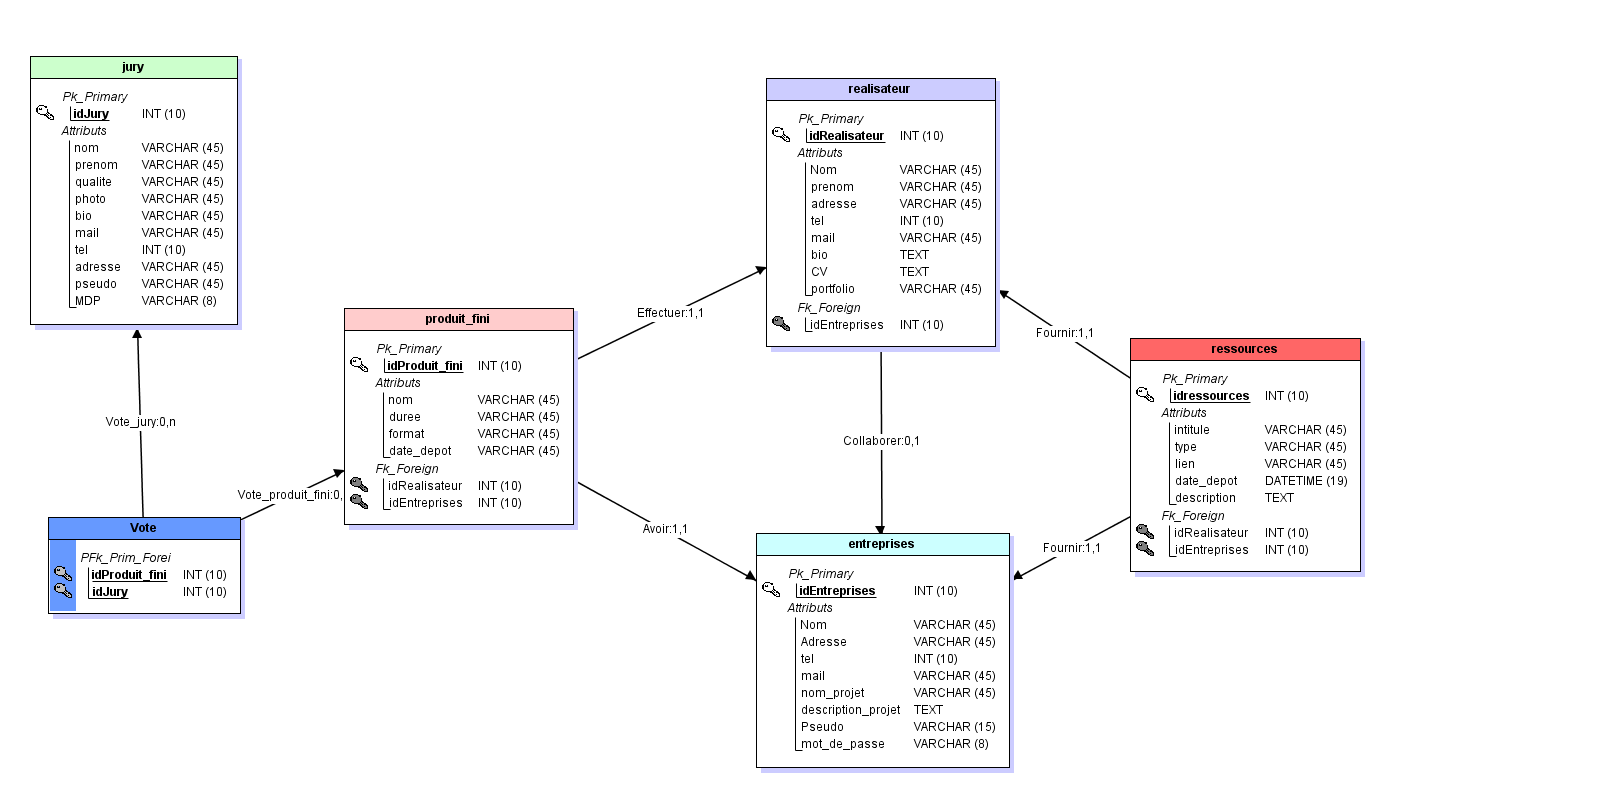 jury
Pk_Primary
idJury INT (10)
Attributs
nom VARCHAR (45)
prenom VARCHAR (45)
qualite VARCHAR (45)
photo VARCHAR (45)
bio VARCHAR (45)
mail VARCHAR (45)
tel INT (10)
adresse VARCHAR (45)
pseudo VARCHAR (45)
MDP VARCHAR (8)
Vote_jury:0,n
Vote
PFk_Prim_Forei
idProduit_fini INT (10)
idJury INT (10)
Vote_produit_fini:0,
produit_fini
Pk_Primary
idProduit_fini INT (10)
Attributs
nom VARCHAR (45)
duree VARCHAR (45)
format VARCHAR (45)
date_depot VARCHAR (45)
Fk_Foreign
idRealisateur INT (10)
idEntreprises INT (10)
Effectuer:1,1
Avoir:1,1
realisateur
Pk_Primary
idRealisateur INT (10)
Attributs
Nom VARCHAR (45)
prenom VARCHAR (45)
adresse VARCHAR (45)
tel INT (10)
mail VARCHAR (45)
bio TEXT
CV TEXT
portfolio VARCHAR (45)
Fk_Foreign
idEntreprises INT (10)
Collaborer:0,1
entreprises
Pk_Primary
idEntreprises INT (10)
Attributs
Nom VARCHAR (45)
Adresse VARCHAR (45)
tel INT (10)
mail VARCHAR (45)
nom_projet VARCHAR (45)
description_projet TEXT
Pseudo VARCHAR (15)
mot_de_passe VARCHAR (8)
Fournir:1,1
Fournir:1,1
ressources
Pk_Primary
idressources INT (10)
Attributs
intitule VARCHAR (45)
type VARCHAR (45)
lien VARCHAR (45)
date_depot DATETIME (19)
description TEXT
Fk_Foreign
idRealisateur INT (10)
idEntreprises INT (10)